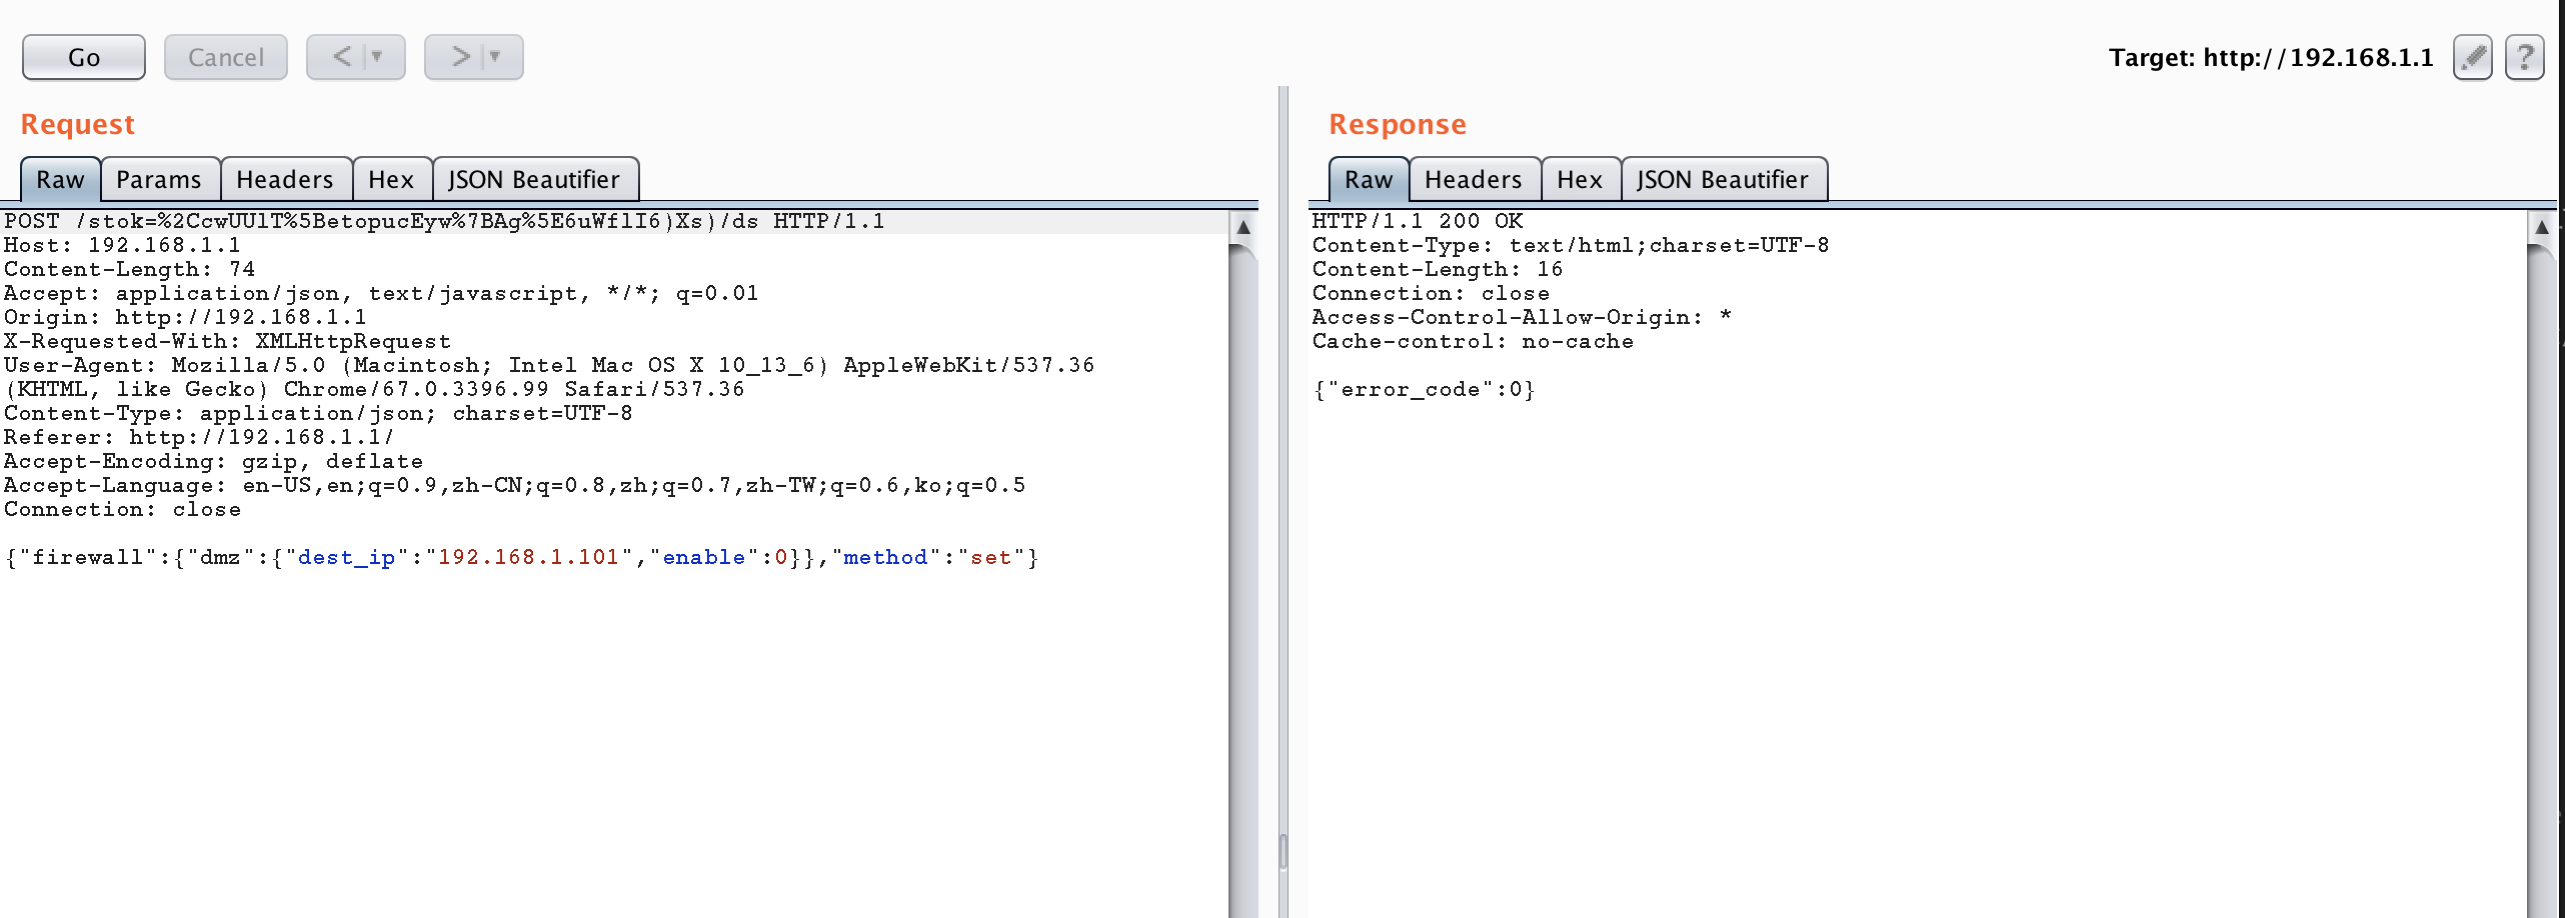 Go
Cancel
<
>
Target: http://192.168.1.1
?
Request
Raw
Params
Headers
Hex
JSON Beautifier
POST /stok=%2CcwUUlT%5BetopucEyw%7BAg%5E6uWflI6)Xs)/ds HTTP/1.1
Host: 192.168.1.1
Content-Length: 74
Accept: application/json, text/javascript, */*; q=0.01
Origin: http://192.168.1.1
X-Requested-With: XMLHttpRequest
User-Agent: Mozilla/5.0 (Macintosh; Intel Mac OS X 10_13_6) AppleWebKit/537.36
(KHTML, like Gecko) Chrome/67.0.3396.99 Safari/537.36
Content-Type: application/json; charset=UTF-8
Referer: http://192.168.1.1/
Accept-Encoding: gzip, deflate
Accept-Language: en-US,en;q=0.9,zh-CN;q=0.8,zh;q=0.7,zh-TW;q=0.6,ko;q=0.5
Connection: close
{"firewall":{"dmz":{"dest_ip":"192.168.1.101","enable":0}},"method":"set"}
Response
Raw
Headers
Hex
JSON Beautifier
HTTP/1.1 200 OK
Content-Type: text/html;charset=UTF-8
Content-Length: 16
Connection: close
Access-Control-Allow-Origin: *
Cache-control: no-cache
{"error_code":0}